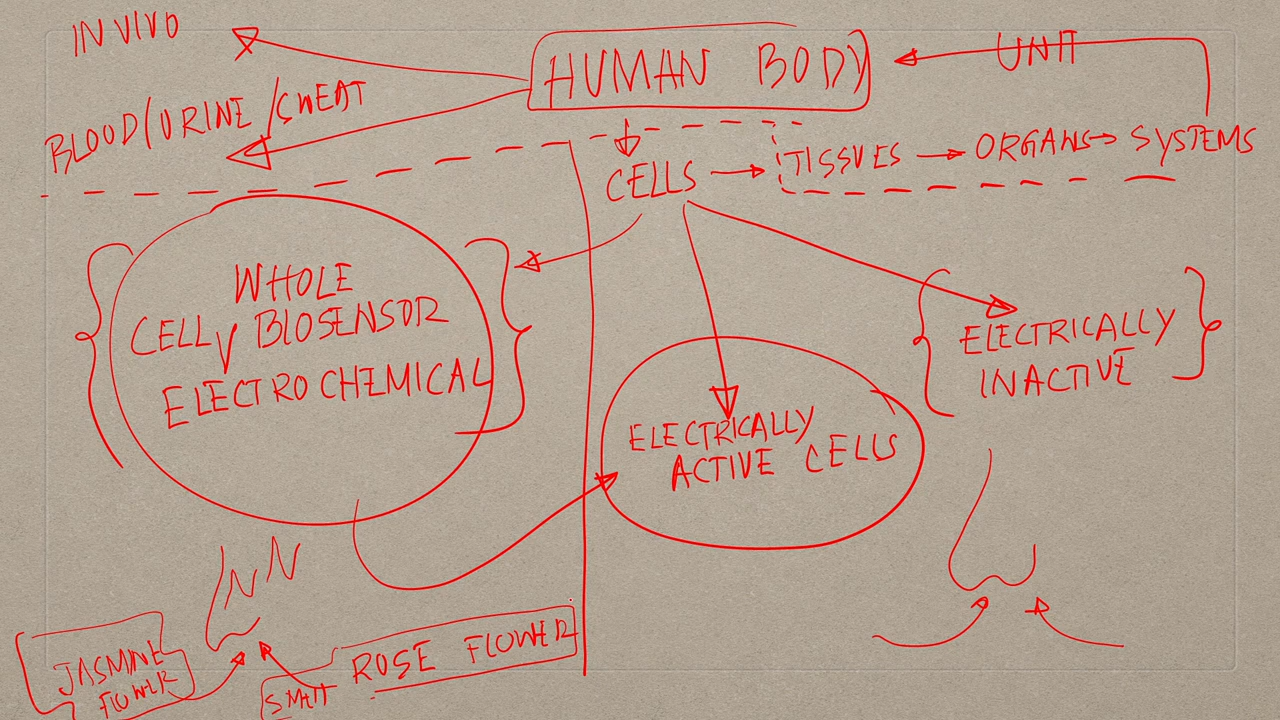 IN VIVO
HUMAN BODY
UNIT
BLOOD/URINE/SWEAT
CELLS → TISSUES → ORGANS → SYSTEMS
WHOLE
CELL BIOSENSOR
ELECTROCHEMICAL
ELECTRICALLY
INACTIVE
ELECTRICALLY
ACTIVE CELLS
NN
JASMINE
FLOWER
ROSE FLOWER